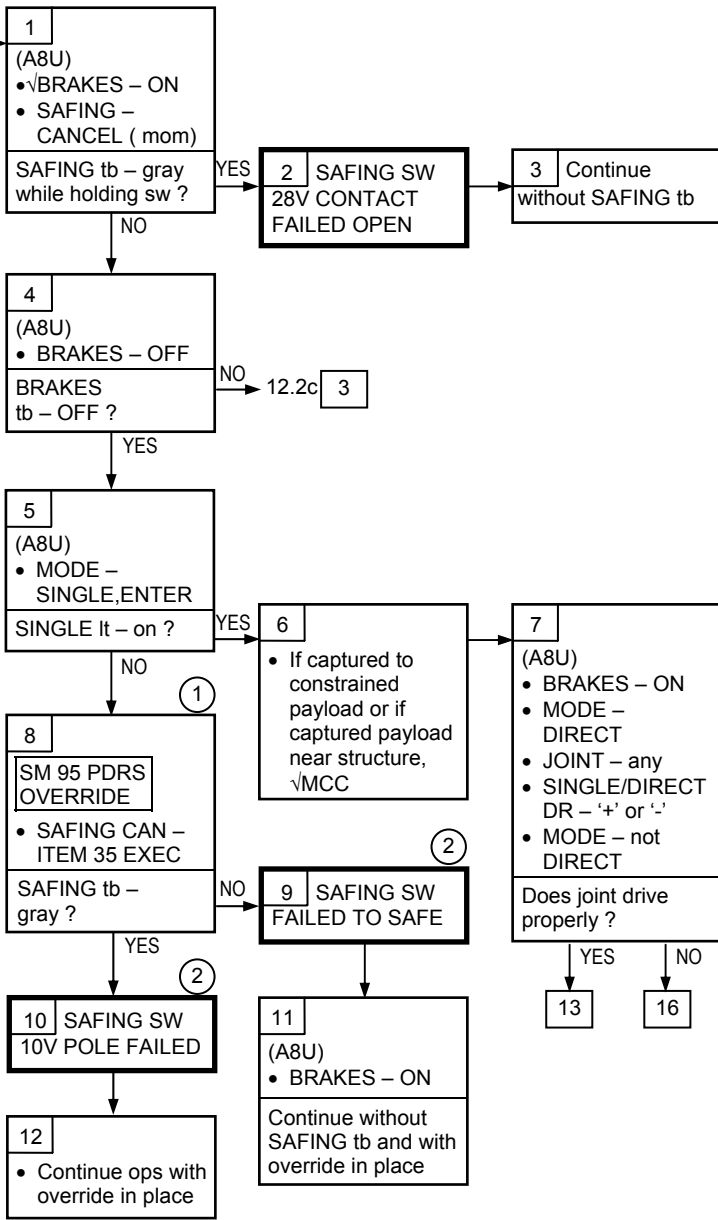 1
(A8U)
•√BRAKES – ON
• SAFING –
CANCEL ( mom)
SAFING tb – gray
while holding sw ?
YES
NO
2 SAFING SW
28V CONTACT
FAILED OPEN
3 Continue
without SAFING tb
4
(A8U)
• BRAKES – OFF
BRAKES
tb – OFF ?
NO
12.2c 3
YES
5
(A8U)
• MODE –
SINGLE,ENTER
SINGLE lt – on ?
YES
NO
6
• If captured to
constrained
payload or if
captured payload
near structure,
√MCC
7
(A8U)
• BRAKES – ON
• MODE –
DIRECT
• JOINT – any
• SINGLE/DIRECT
DR – '+' or '-'
• MODE – not
DIRECT
Does joint drive
properly ?
YES
NO
13
16
1
8
SM 95 PDRS
OVERRIDE
• SAFING CAN –
ITEM 35 EXEC
SAFING tb –
gray ?
NO
YES
2
9 SAFING SW
FAILED TO SAFE
2
10 SAFING SW
10V POLE FAILED
11
(A8U)
• BRAKES – ON
Continue without
SAFING tb and with
override in place
12
• Continue ops with
override in place